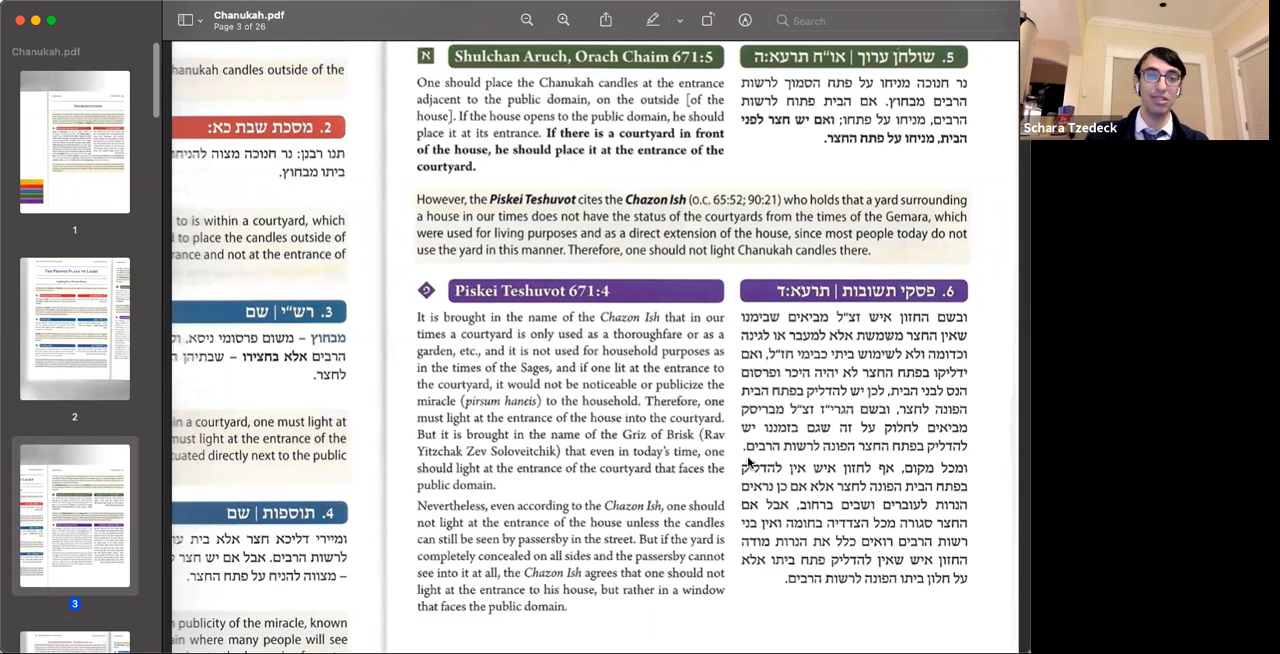 Chanukah.pdf
Page 3 of 26
Search
Chanukah.pdf
1
2
3
hanukah candles outside of the
2. מסכת שבת כא:
ביתו מבחוץ.
to is within a courtyard, which
to place the candles outside of
rance and not at the entrance of
3. רש״י | שם
מבחוץ – משום פרסומי ניסא,
הרבים אלא בחציו
לחצר.
in a courtyard, one must light at
must light at the entrance of the
uated directly next to the public
4. תוספות | שם
ומיירי דליכא חצר אלא בית
לרשות הרבים. אבל אם יש חצר
– מצווה להניח על פתח החצר.
publicity of the miracle, known
ain where many people will see
א
Shulchan Aruch, Orach Chaim 671:5
One should place the Chanukah candles at the entrance
adjacent to the public domain, on the outside [of the
house]. If the house opens to the public domain, he should
place it at its entrance. If there is a courtyard in front
of the house, he should place it at the entrance of the
courtyard.
5. שולחן ערוך | או״ח תרעא:ה
נר חנוכה מניחו על פתח הסמוך לרשות
הרבים מבחוץ. אם הבית פתוח לרשות
הרבים, מניחו על פתחו; ואם יש חצר לפני
הבית, מניחו על פתח החצר.
However, the Piskei Teshuvot cites the Chazon Ish (o.c. 65:52; 90:21) who holds that a yard surrounding
a house in our times does not have the status of the courtyards from the times of the Gemara, which
were used for living purposes and as a direct extension of the house, since most people today do not
use the yard in this manner. Therefore, one should not light Chanukah candles there.
Piskei Teshuvot 671:4
It is brought in the name of the Chazon Ish that in our
times a courtyard is only used as a thoroughfare or as a
garden, etc., and it is not used for household purposes as
in the times of the Sages, and if one lit at the entrance to
the courtyard, it would not be noticeable or publicize the
miracle (pirsum haneis) to the household. Therefore, one
must light at the entrance of the house into the courtyard.
But it is brought in the name of the Griz of Brisk (Rav
Yitzchak Zev Soloveitchik) that even in today's time, one
should light at the entrance of the courtyard that faces the
public domain.
Nevertheless, even according to the Chazon Ish, one should
not light at the entrance of the house unless the candles
can still be seen by passersby in the street. But if the yard is
completely surrounded on all sides and the passersby cannot
see into it at all, the Chazon Ish agrees that one should not
light at the entrance to his house, but rather in a window
that faces the public domain.
6. פסקי תשובות | תרעא:ד
ובשם החזון איש זצ״ל מביאים שבימינו
שאין החצר משמשת אלא למעבר או לגינה
וכדומה ולא לשימוש ביתי כבימי חז״ל, ואם
ידליקו בפתח החצר לא יהיה היכר ופרסום
הנס לבני הבית, לכן יש להדליק בפתח הבית
הפונה לחצר, ובשם הגרי״ז זצ״ל מבריסק
מביאים לחלוק על זה שגם בזמננו יש
להדליק בפתח החצר הפונה לרשות הרבים.
ומכל מקום, אף לחזון איש אין להדליק
בפתח הבית הפונה לחצר אלא אם כן נראים
הנרות לעוברים ושבים ברחוב, אבל אם
החצר סגורה מכל הצדדיה בחומה ואין בני
רשות הרבים רואים כלל את הנרות מודה
החזון איש שאין להדליק פתח ביתו אלא
על חלון ביתו הפונה לרשות הרבים.
Schara Tzedeck